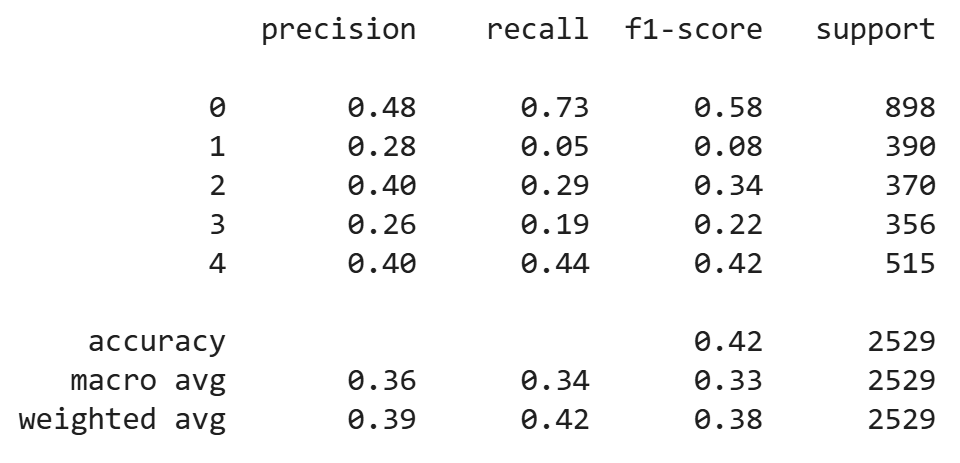 precision recall f1-score support
0 0.48 0.73 0.58 898
1 0.28 0.05 0.08 390
2 0.40 0.29 0.34 370
3 0.26 0.19 0.22 356
4 0.40 0.44 0.42 515
accuracy 0.42 2529
macro avg 0.36 0.34 0.33 2529
weighted avg 0.39 0.42 0.38 2529